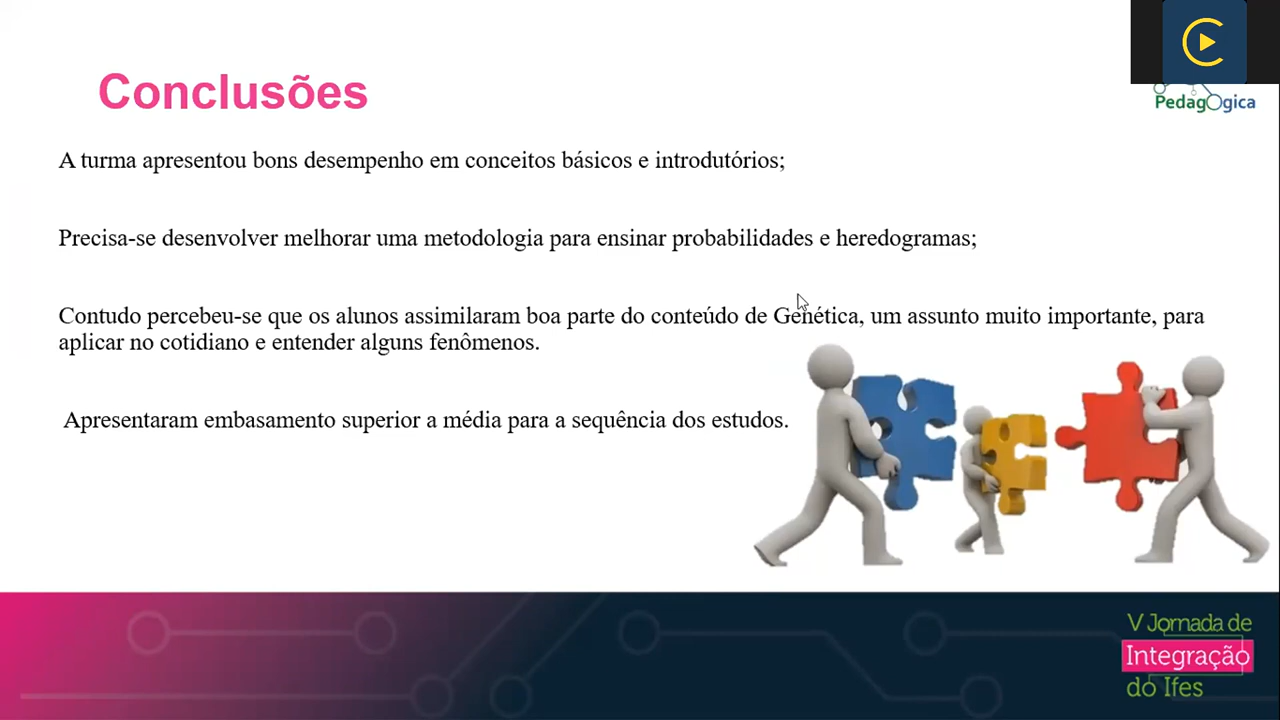 Conclusões
PedagOgica
A turma apresentou bons desempenho em conceitos básicos e introdutórios;
Precisa-se desenvolver melhorar uma metodologia para ensinar probabilidades e heredogramas;
Contudo percebeu-se que os alunos assimilaram boa parte do conteúdo de Genética, um assunto muito importante, para
aplicar no cotidiano e entender alguns fenômenos.
Apresentaram embasamento superior a média para a sequência dos estudos.
V Jornada de
Integração
do Ifes